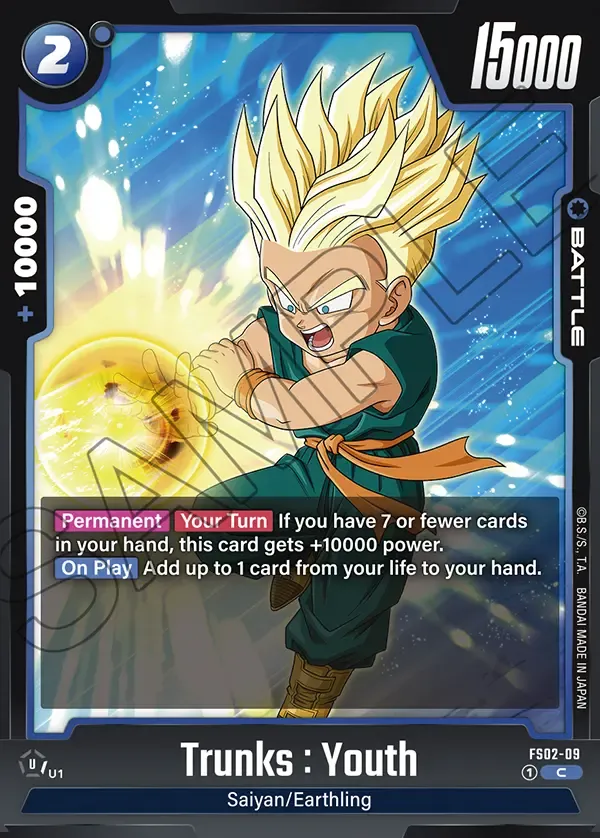 2
15000
+10000
BATTLE
SAMPLE
Permanent Your Turn If you have 7 or fewer cards
in your hand, this card gets +10000 power.
On Play Add up to 1 card from your life to your hand.
©B.S./S., T.A. BANDAI MADE IN JAPAN
U/U1
Trunks : Youth
FS02-09
1 C
Saiyan/Earthling